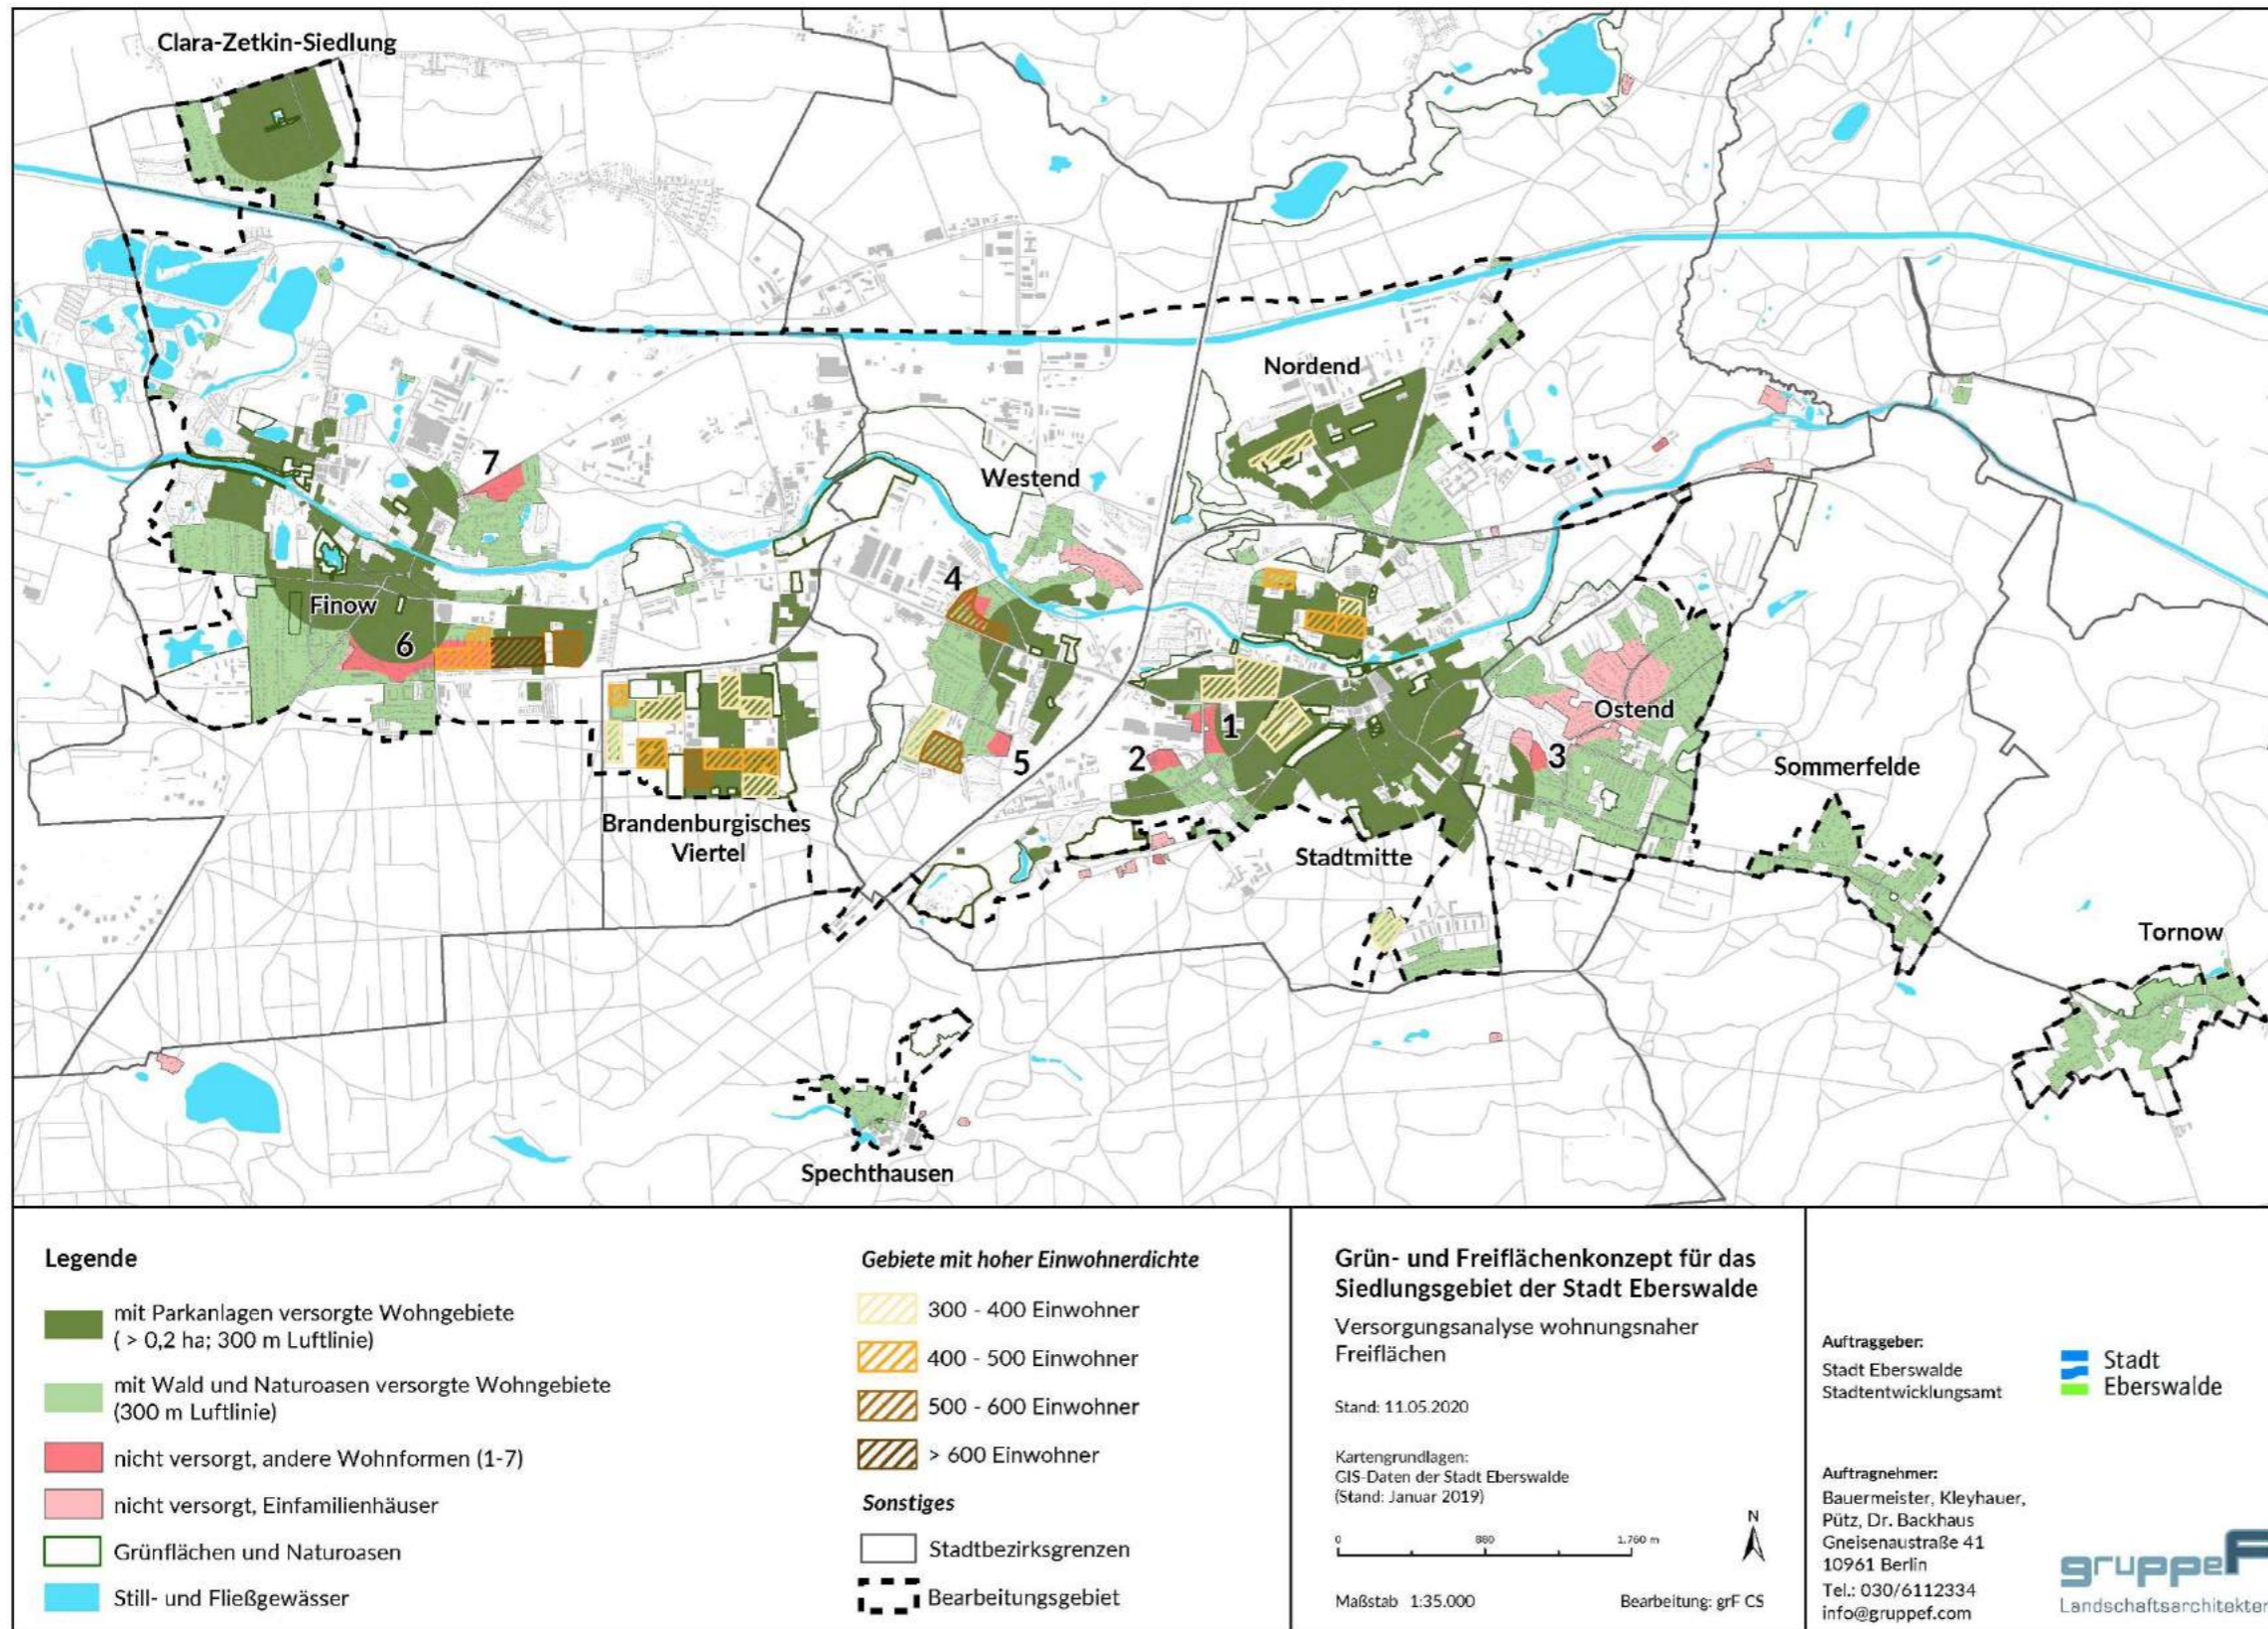 Clara-Zetkin-Siedlung
Nordend
7
Westend
4
Finow
6
1
Ostend
2
3
5
Sommerfelde
Brandenburgisches
Viertel
Stadtmitte
Tornow
Spechthausen
Legende
mit Parkanlagen versorgte Wohngebiete
( > 0,2 ha; 300 m Luftlinie)
mit Wald und Naturoasen versorgte Wohngebiete
(300 m Luftlinie)
nicht versorgt, andere Wohnformen (1-7)
nicht versorgt, Einfamilienhäuser
Grünflächen und Naturoasen
Still- und Fließgewässer
Gebiete mit hoher Einwohnerdichte
300 - 400 Einwohner
400 - 500 Einwohner
500 - 600 Einwohner
> 600 Einwohner
Sonstiges
Stadtbezirksgrenzen
Bearbeitungsgebiet
Grün- und Freiflächenkonzept für das
Siedlungsgebiet der Stadt Eberswalde
Versorgungsanalyse wohnungsnaher
Freiflächen
Stand: 11.05.2020
Kartengrundlagen:
GIS-Daten der Stadt Eberswalde
(Stand: Januar 2019)
N
0 880 1.760 m
Maßstab 1:35.000 Bearbeitung: grF CS
Auftraggeber:
Stadt Eberswalde
Stadtentwicklungsamt
Stadt
Eberswalde
Auftragnehmer:
Bauermeister, Kleyhauer,
Pütz, Dr. Backhaus
Gneisenaustraße 41
10961 Berlin
Tel.: 030/6112334
info@gruppef.com
gruppeF
Landschaftsarchitekten